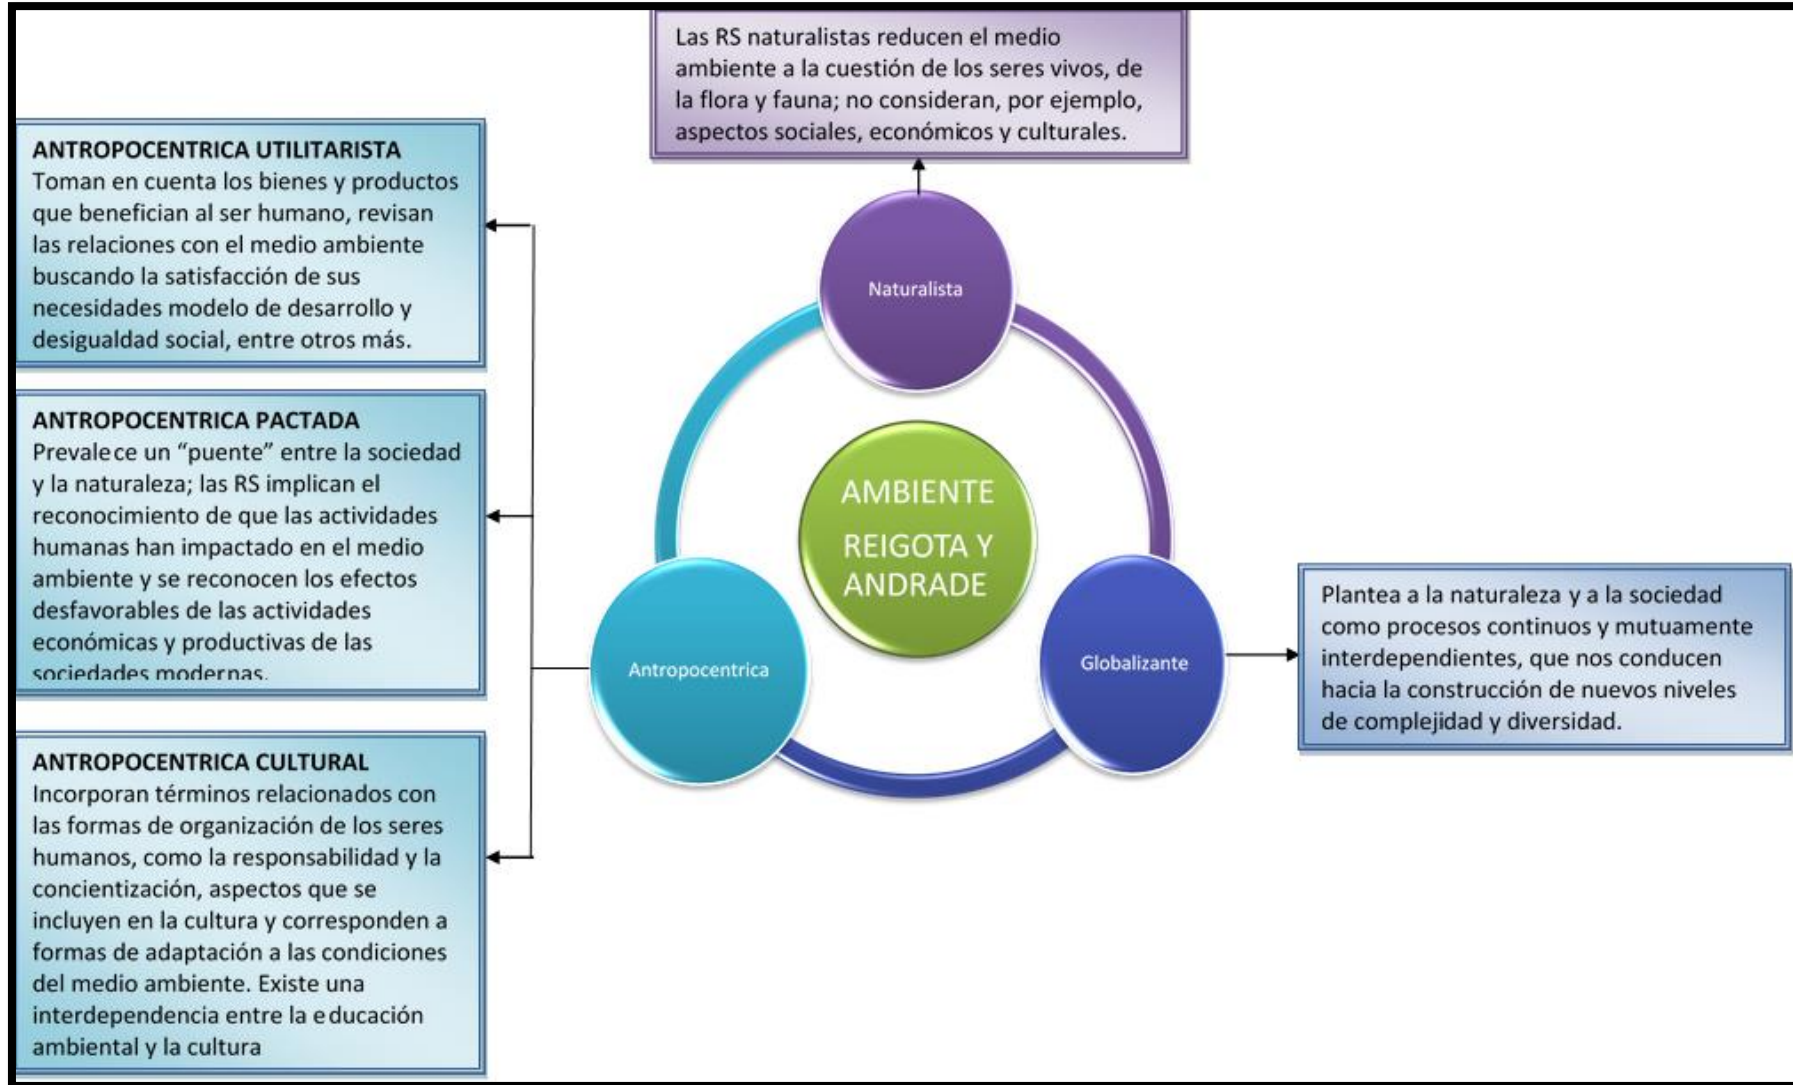 Las RS naturalistas reducen el medio
ambiente a la cuestión de los seres vivos, de
la flora y fauna; no consideran, por ejemplo,
aspectos sociales, económicos y culturales.
ANTROPOCENTRICA UTILITARISTA
Toman en cuenta los bienes y productos
que benefician al ser humano, revisan
las relaciones con el medio ambiente
buscando la satisfacción de sus
necesidades modelo de desarrollo y
desigualdad social, entre otros más.
ANTROPOCENTRICA PACTADA
Prevalece un “puente” entre la sociedad
y la naturaleza; las RS implican el
reconocimiento de que las actividades
humanas han impactado en el medio
ambiente y se reconocen los efectos
desfavorables de las actividades
económicas y productivas de las
sociedades modernas.
ANTROPOCENTRICA CULTURAL
Incorporan términos relacionados con
las formas de organización de los seres
humanos, como la responsabilidad y la
concientización, aspectos que se
incluyen en la cultura y corresponden a
formas de adaptación a las condiciones
del medio ambiente. Existe una
interdependencia entre la educación
ambiental y la cultura
Naturalista
AMBIENTE
REIGOTA Y
ANDRADE
Antropocentrica
Globalizante
Plantea a la naturaleza y a la sociedad
como procesos continuos y mutuamente
interdependientes, que nos conducen
hacia la construcción de nuevos niveles
de complejidad y diversidad.